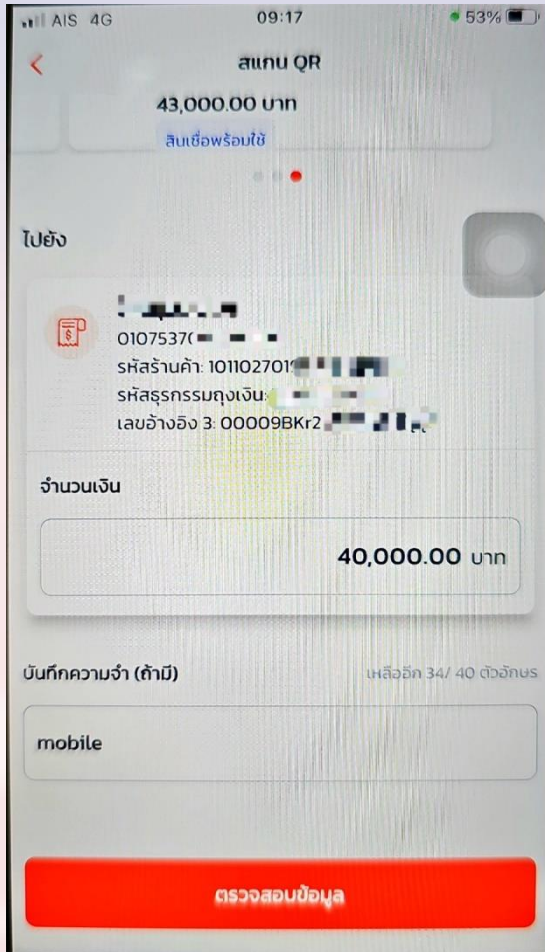 AIS 4G 09:17 53%
สแกน QR
43,000.00 บาท
สินเชื่อพร้อมใช้
ไปยัง
0107537
รหัสร้านค้า: 101102701
รหัสธุรกรรมถุงเงิน:
เลขอ้างอิง 3: 00009BKr2
จำนวนเงิน
40,000.00 บาท
บันทึกความจำ (ถ้ามี) เหลืออีก 34/ 40 ตัวอักษร
mobile
ตรวจสอบข้อมูล